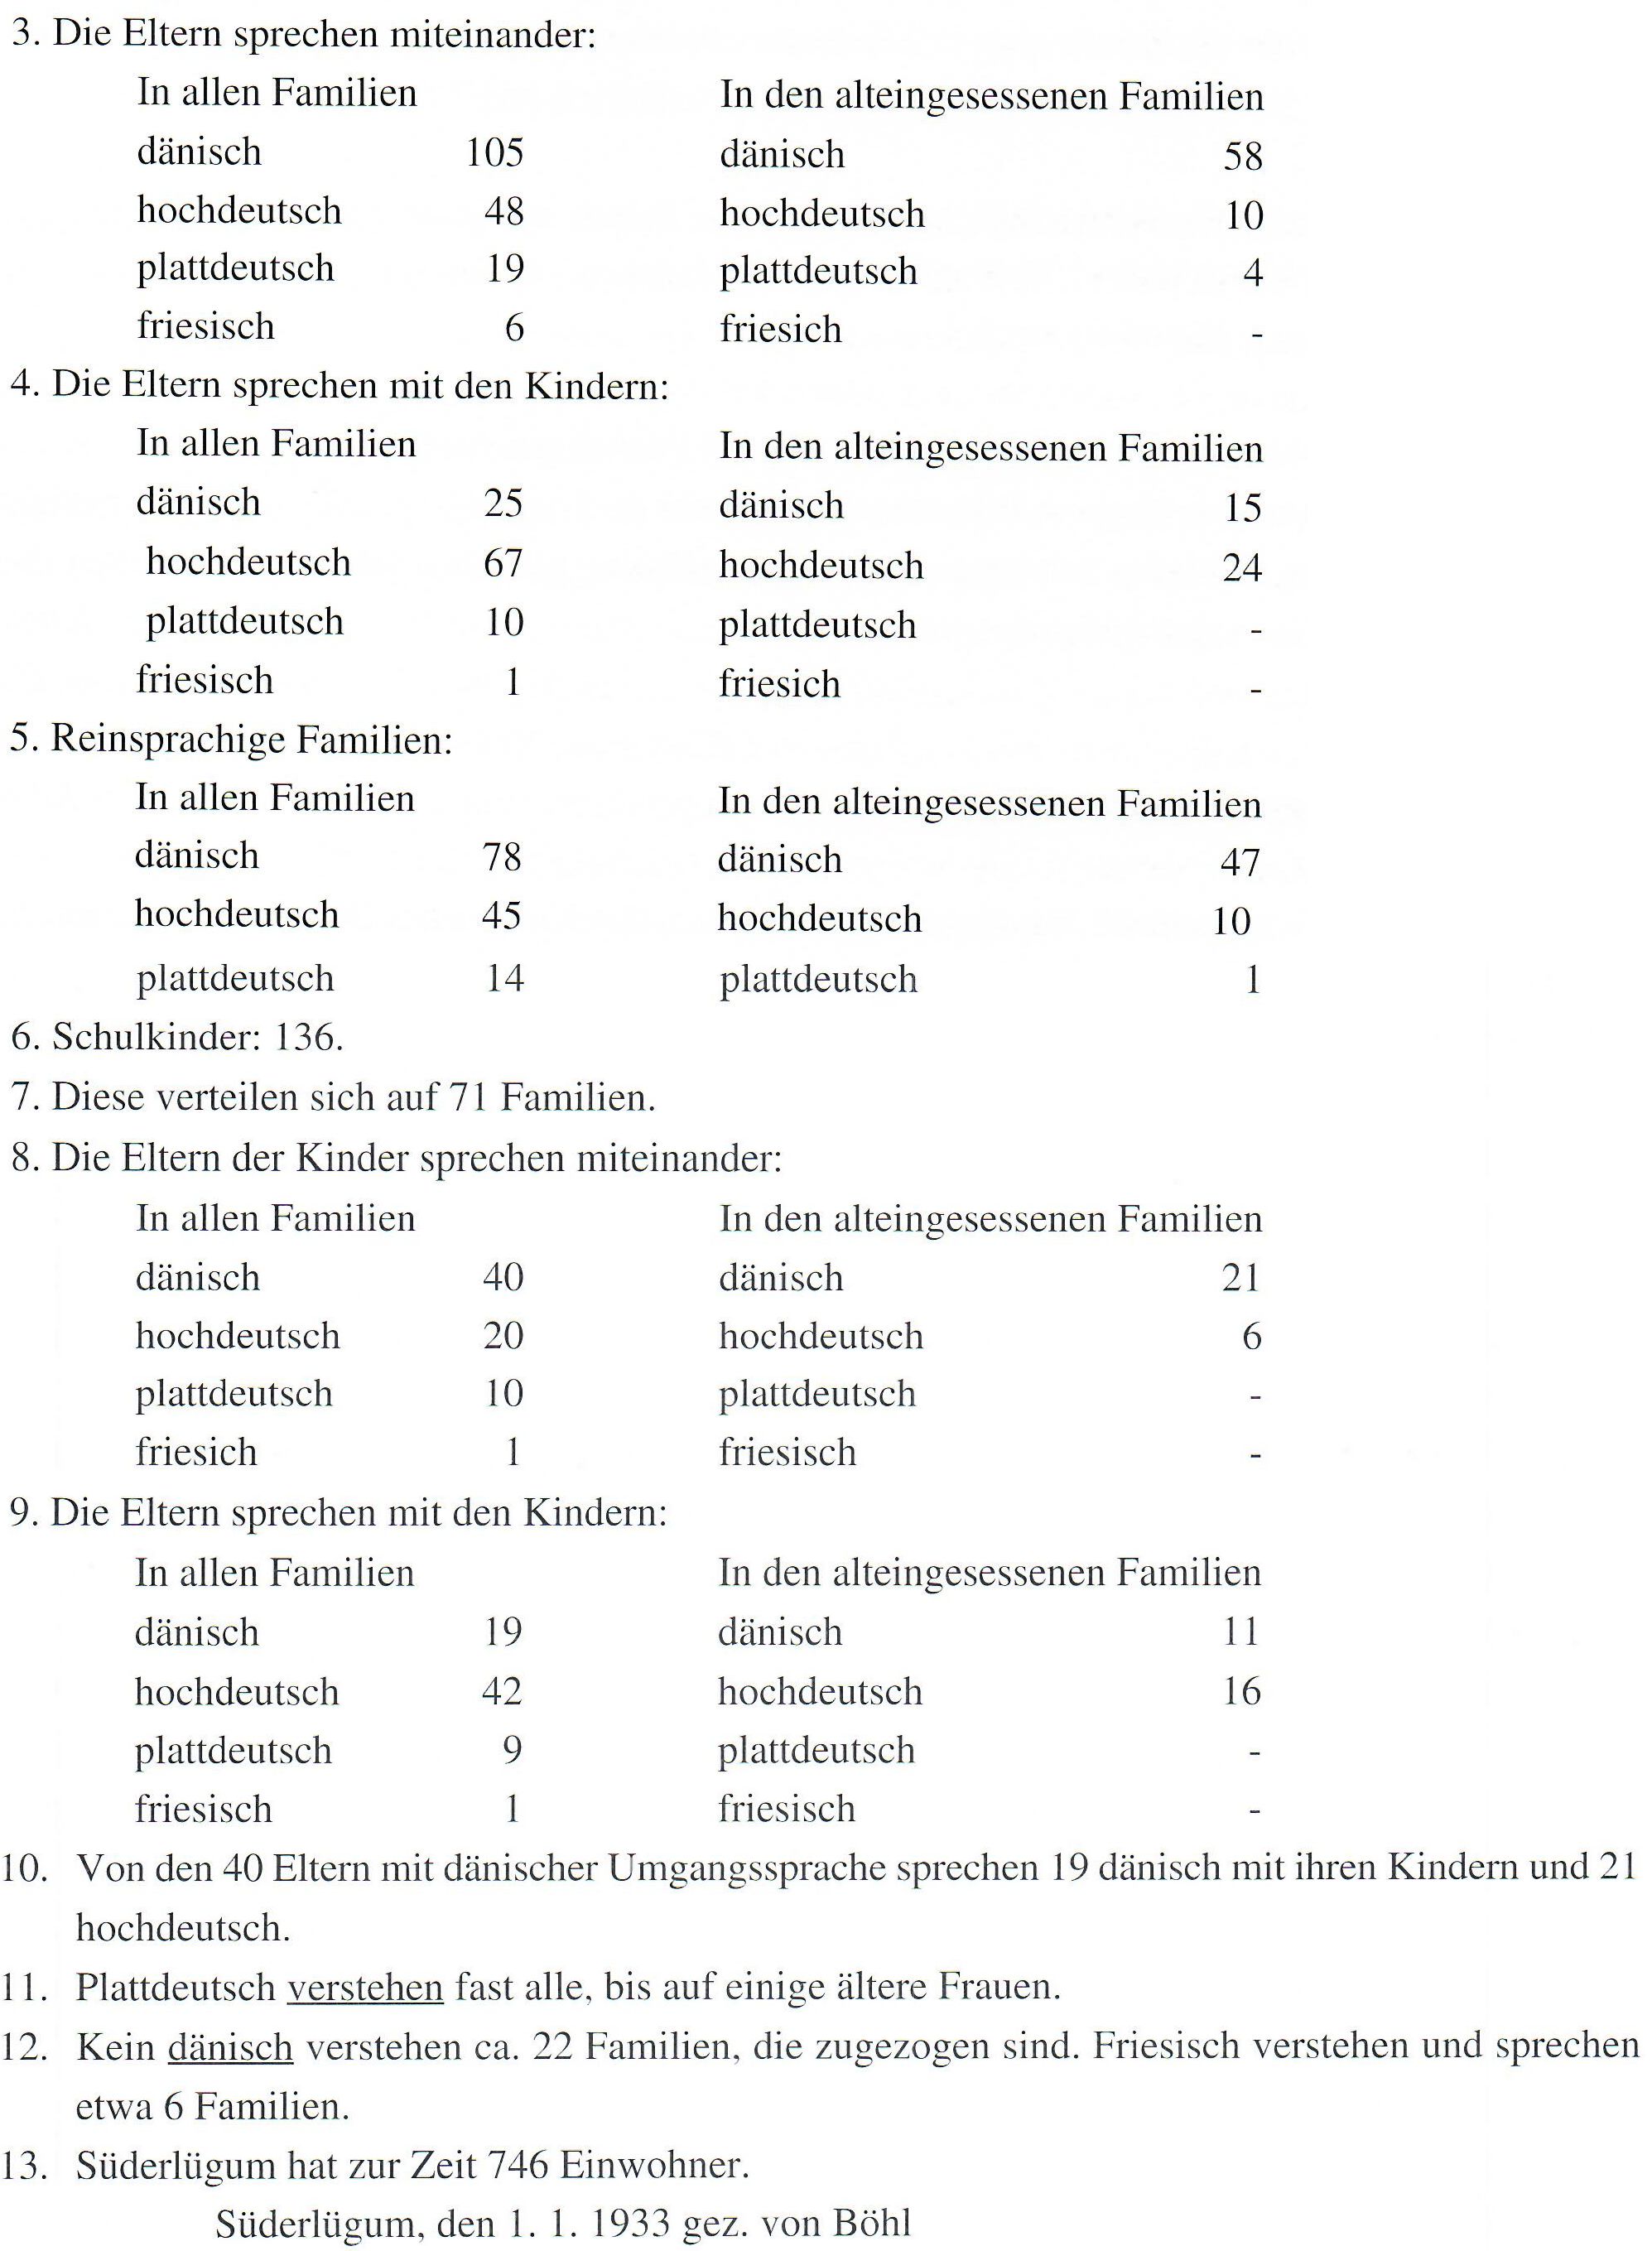 3. Die Eltern sprechen miteinander:
In allen Familien In den alteingesessenen Familien
dänisch 105 dänisch 58
hochdeutsch 48 hochdeutsch 10
plattdeutsch 19 plattdeutsch 4
friesisch 6 friesich -
4. Die Eltern sprechen mit den Kindern:
In allen Familien In den alteingesessenen Familien
dänisch 25 dänisch 15
hochdeutsch 67 hochdeutsch 24
plattdeutsch 10 plattdeutsch -
friesisch 1 friesich -
5. Reinsprachige Familien:
In allen Familien In den alteingesessenen Familien
dänisch 78 dänisch 47
hochdeutsch 45 hochdeutsch 10
plattdeutsch 14 plattdeutsch 1
6. Schulkinder: 136.
7. Diese verteilen sich auf 71 Familien.
8. Die Eltern der Kinder sprechen miteinander:
In allen Familien In den alteingesessenen Familien
dänisch 40 dänisch 21
hochdeutsch 20 hochdeutsch 6
plattdeutsch 10 plattdeutsch -
friesich 1 friesisch -
9. Die Eltern sprechen mit den Kindern:
In allen Familien In den alteingesessenen Familien
dänisch 19 dänisch 11
hochdeutsch 42 hochdeutsch 16
plattdeutsch 9 plattdeutsch -
friesisch 1 friesisch -
10. Von den 40 Eltern mit dänischer Umgangssprache sprechen 19 dänisch mit ihren Kindern und 21
hochdeutsch.
11. Plattdeutsch verstehen fast alle, bis auf einige ältere Frauen.
12. Kein dänisch verstehen ca. 22 Familien, die zugezogen sind. Friesisch verstehen und sprechen
etwa 6 Familien.
13. Süderlügum hat zur Zeit 746 Einwohner.
Süderlügum, den 1. 1. 1933 gez. von Böhl